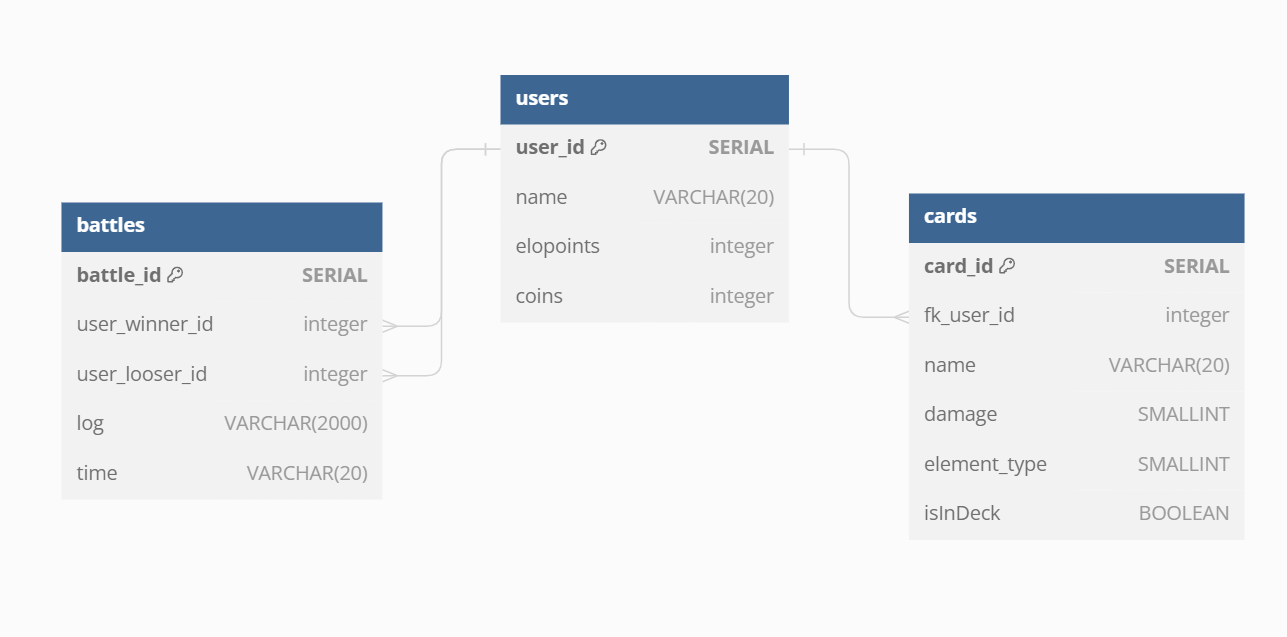 users
user_id SERIAL
name VARCHAR(20)
elopoints integer
coins integer
battles
battle_id SERIAL
user_winner_id integer
user_looser_id integer
log VARCHAR(2000)
time VARCHAR(20)
cards
card_id SERIAL
fk_user_id integer
name VARCHAR(20)
damage SMALLINT
element_type SMALLINT
isInDeck BOOLEAN